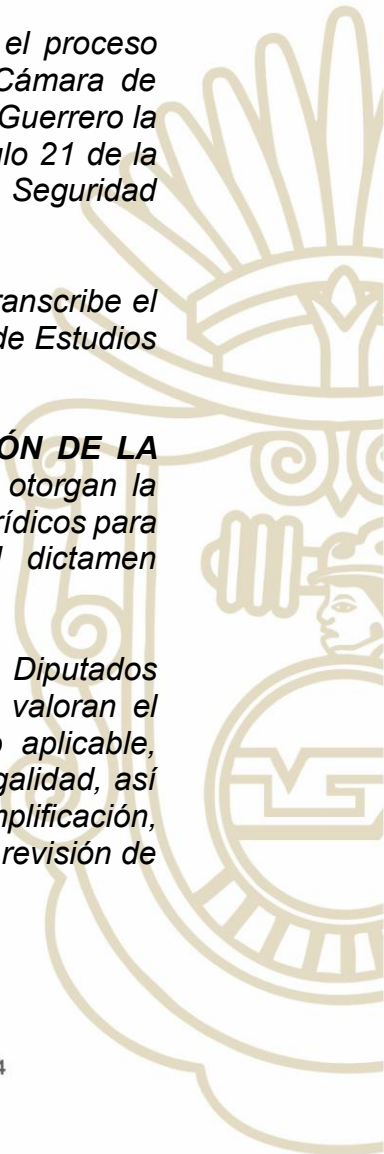 el proceso
Cámara de
Guerrero la
lo 21 de la
Seguridad
ranscribe el
de Estudios
ÓN DE LA
otorgan la
rídicos para
l dictamen
Diputados
valoran el
o aplicable,
galidad, así
nplificación,
revisión de
4